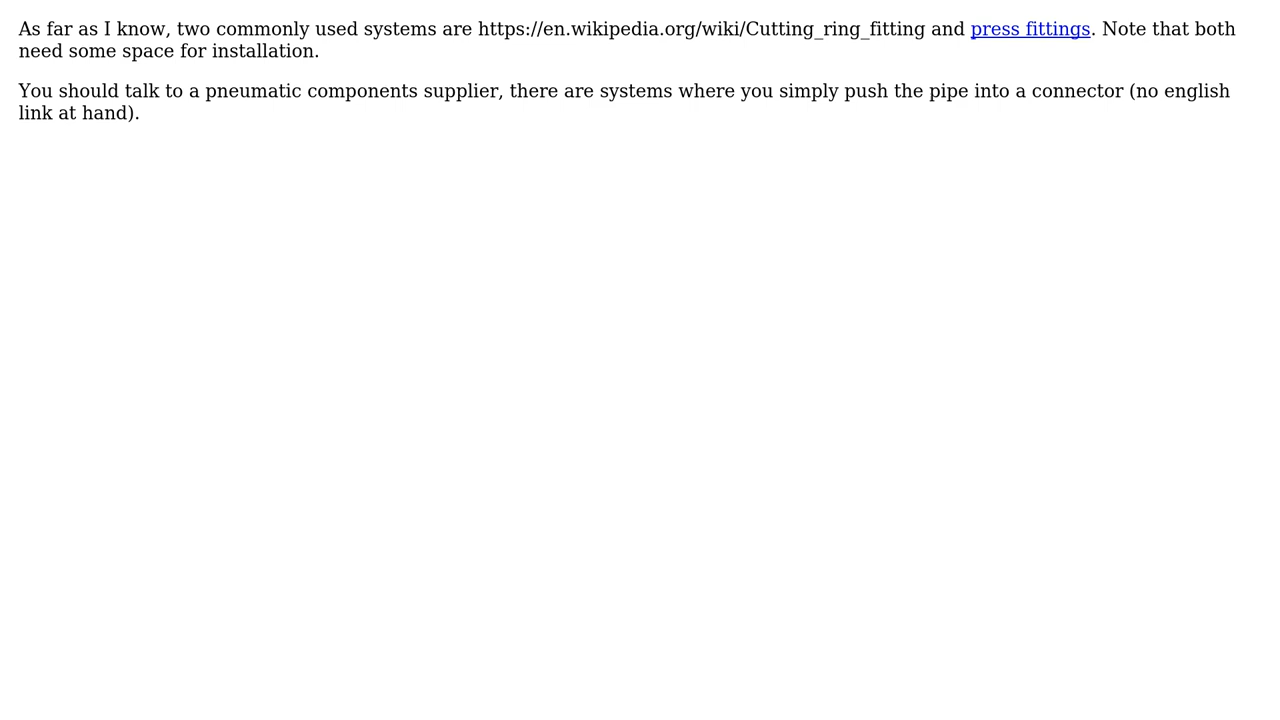 As far as I know, two commonly used systems are https://en.wikipedia.org/wiki/Cutting_ring_fitting and press fittings. Note that both
need some space for installation.
You should talk to a pneumatic components supplier, there are systems where you simply push the pipe into a connector (no english
link at hand).